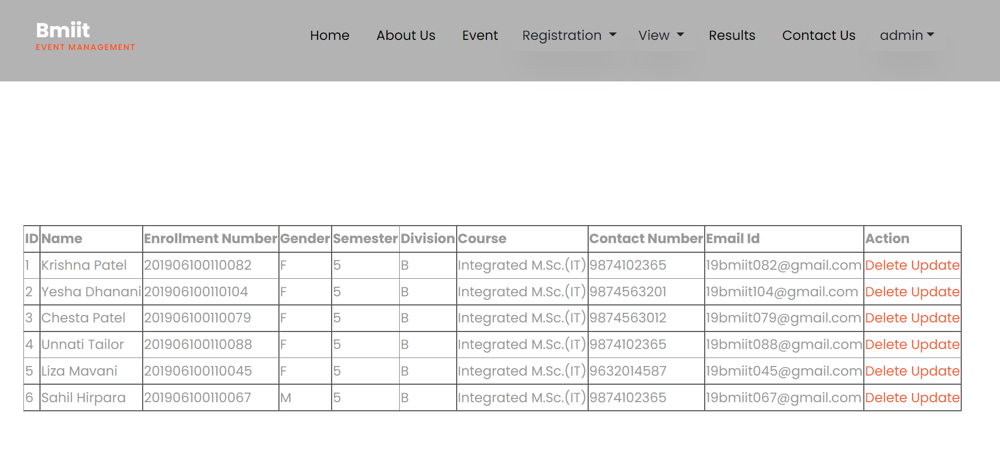 Bmiit
EVENT MANAGEMENT
Home About Us Event Registration View Results Contact Us admin
ID Name Enrollment Number Gender Semester Division Course Contact Number Email Id Action
1 Krishna Patel 201906100110082 F 5 B Integrated M.Sc.(IT) 9874102365 19bmiit082@gmail.com Delete Update
2 Yesha Dhanani 201906100110104 F 5 B Integrated M.Sc.(IT) 9874563201 19bmiit104@gmail.com Delete Update
3 Chesta Patel 201906100110079 F 5 B Integrated M.Sc.(IT) 9874563012 19bmiit079@gmail.com Delete Update
4 Unnati Tailor 201906100110088 F 5 B Integrated M.Sc.(IT) 9874102365 19bmiit088@gmail.com Delete Update
5 Liza Mavani 201906100110045 F 5 B Integrated M.Sc.(IT) 9632014587 19bmiit045@gmail.com Delete Update
6 Sahil Hirpara 201906100110067 M 5 B Integrated M.Sc.(IT) 9874102365 19bmiit067@gmail.com Delete Update